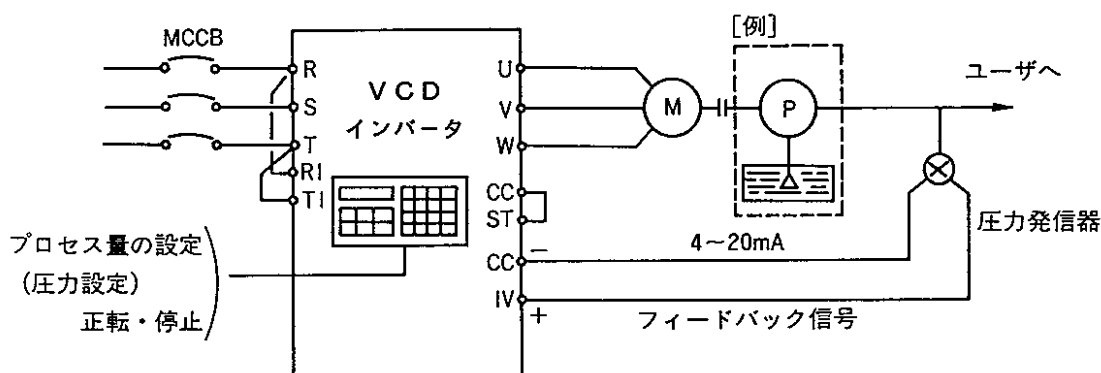 [例]
MCCB
R
S
T
R1
T1
VCD
インバータ
U
V
W
CC
ST
CC
IV
−
+
M
P
ユーザへ
圧力発信器
4～20mA
フィードバック信号
プロセス量の設定
(圧力設定)
正転・停止